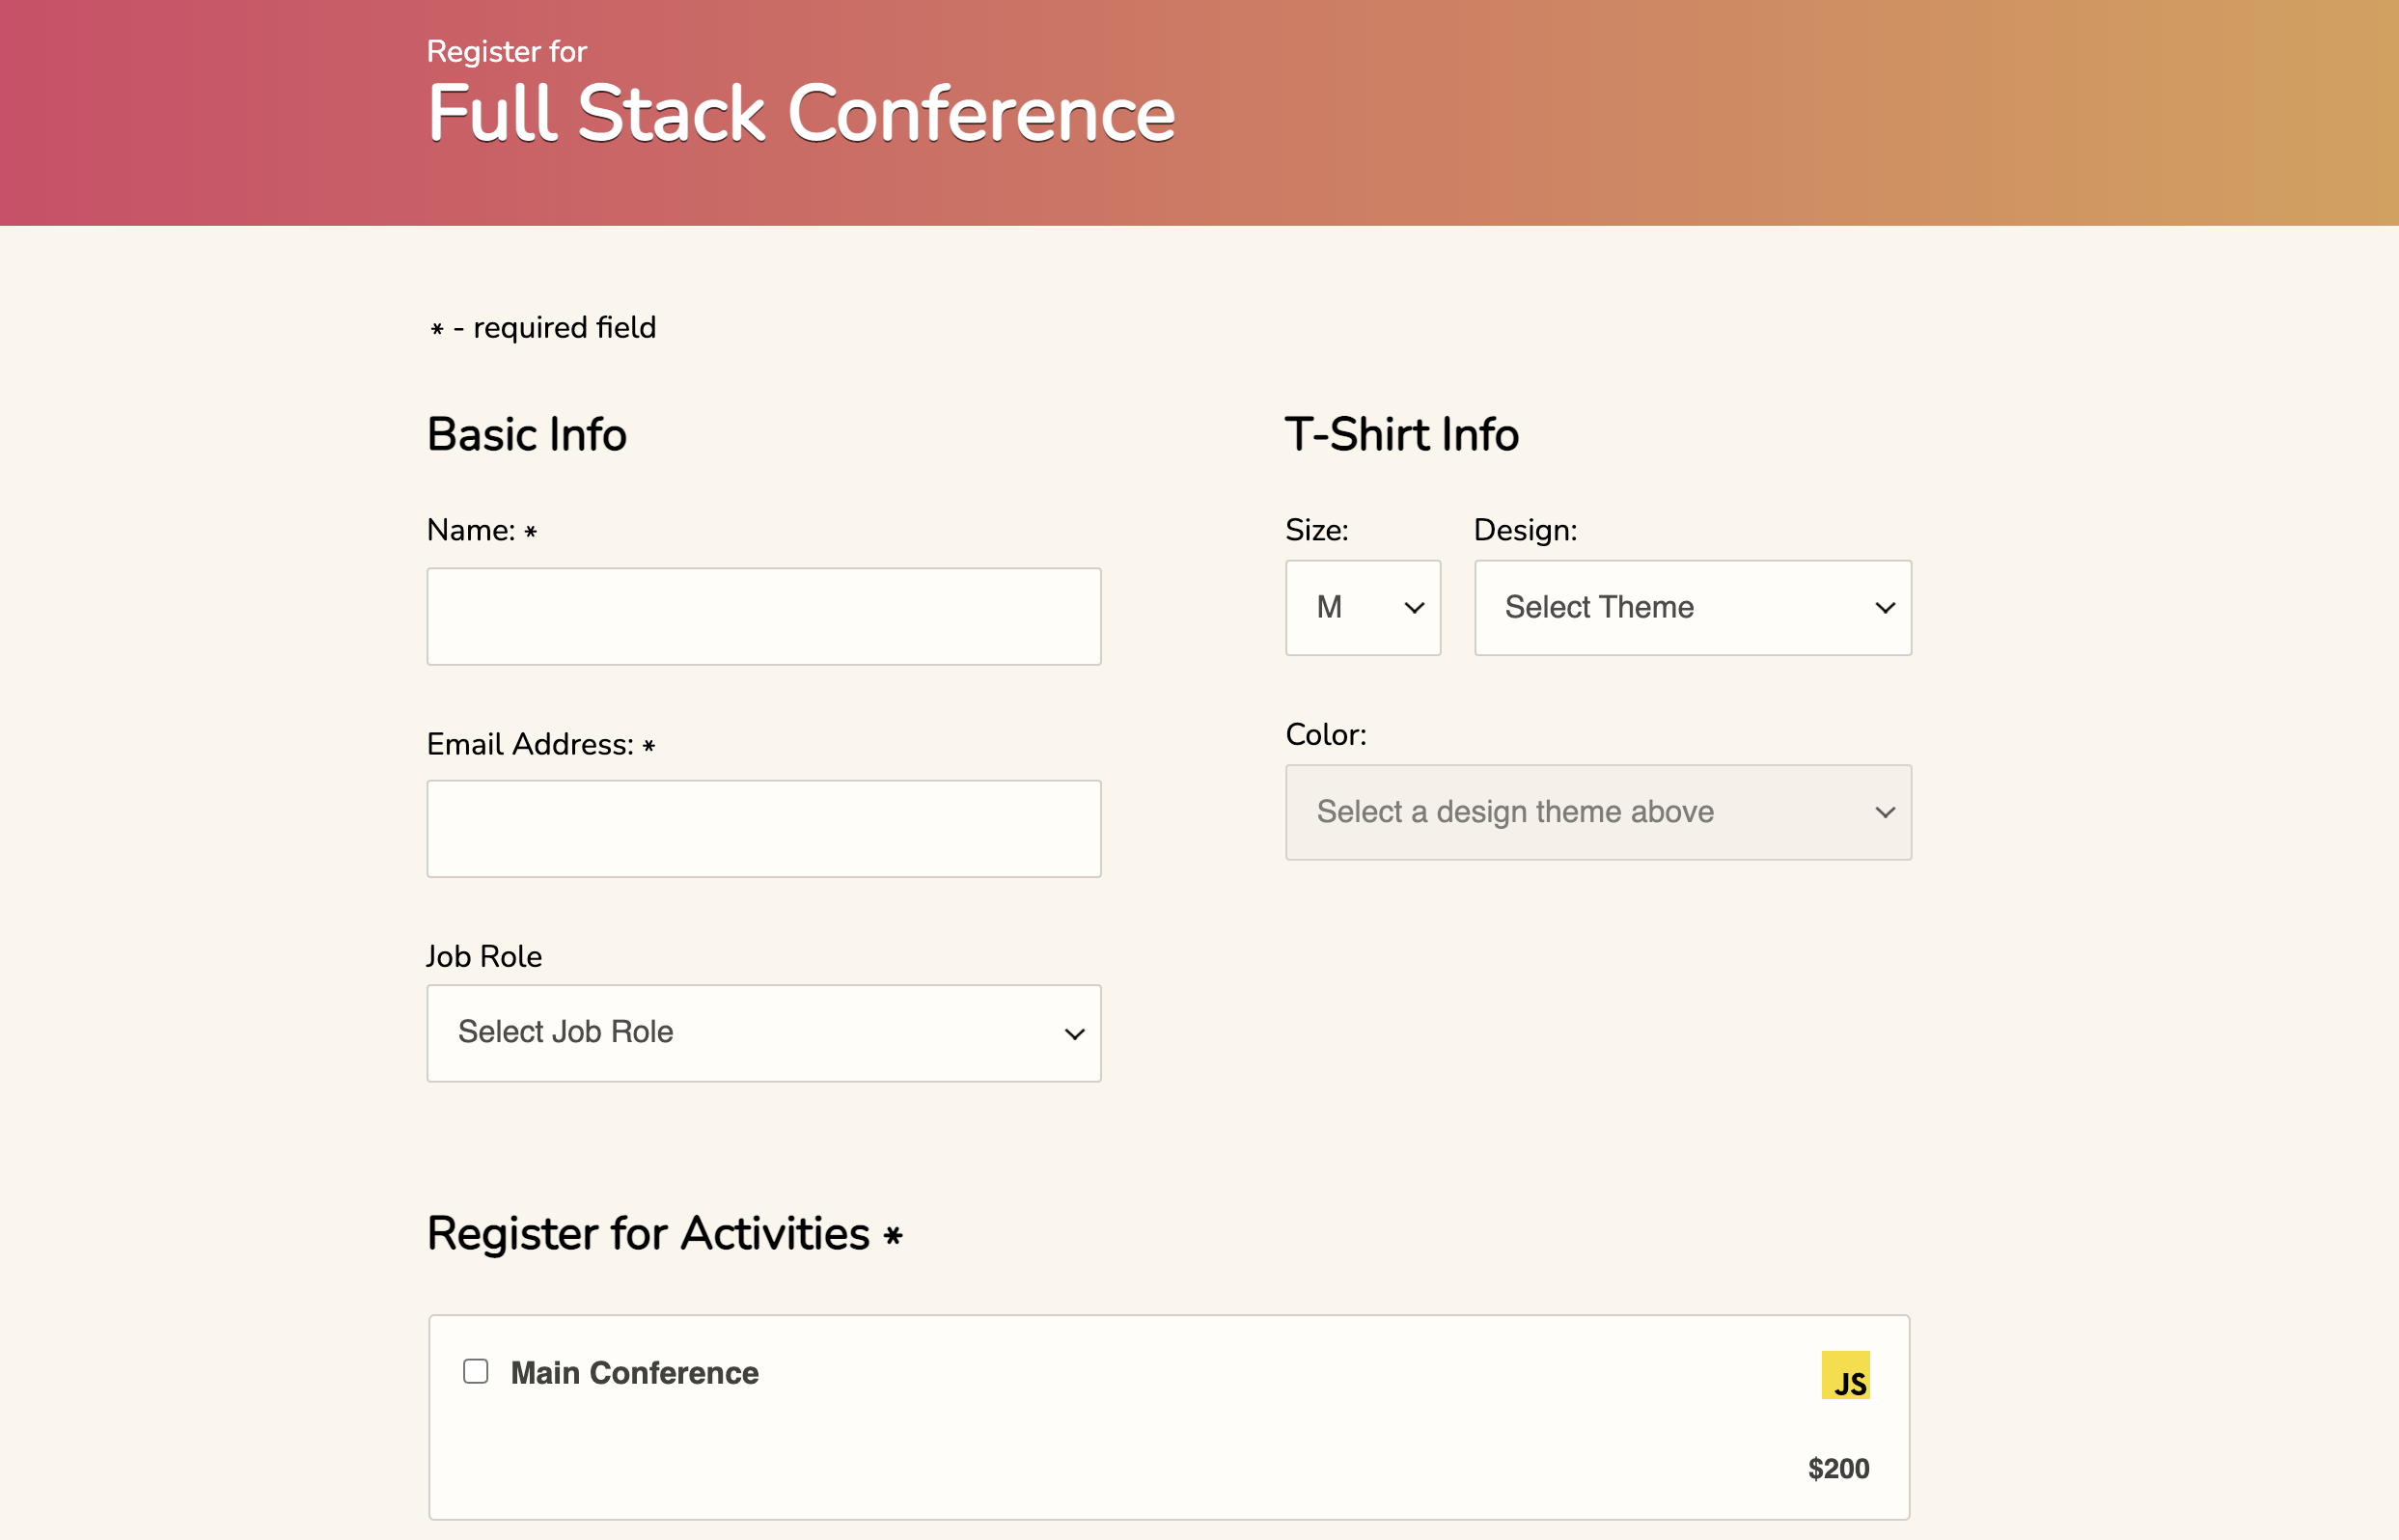 Register for
Full Stack Conference
* - required field
Basic Info
Name: *
Email Address: *
Job Role
Select Job Role
T-Shirt Info
Size:
Design:
M
Select Theme
Color:
Select a design theme above
Register for Activities *
Main Conference
JS
$200